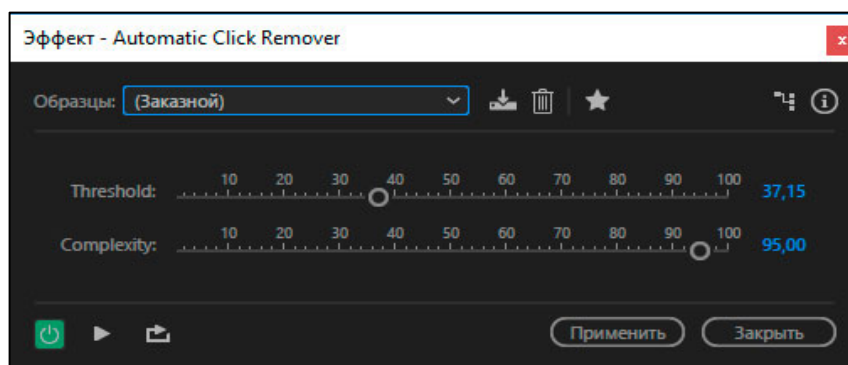 Эффект - Automatic Click Remover
x
Образцы: (Заказной)
10 20 30 40 50 60 70 80 90 100
Threshold: 37,15
10 20 30 40 50 60 70 80 90 100
Complexity: 95,00
Применить Закрыть